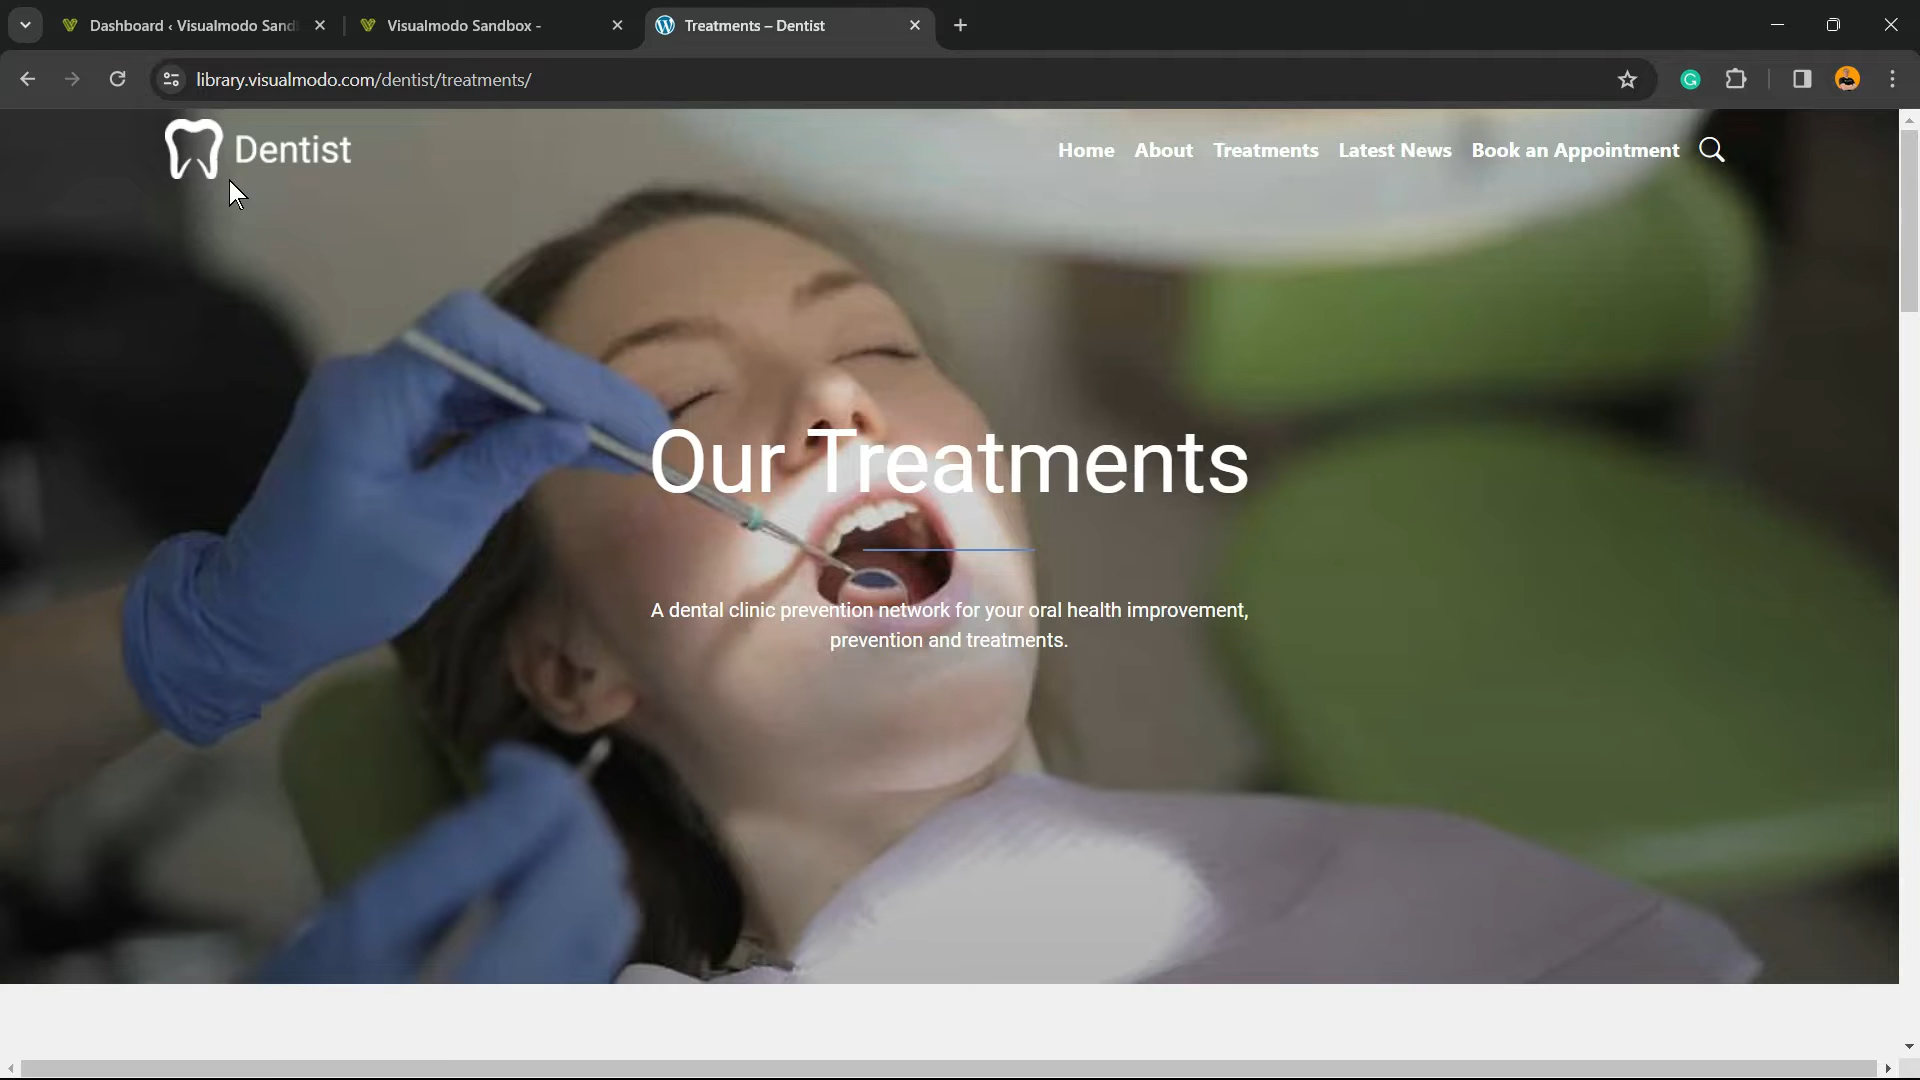 Dashboard ‹ Visualmodo Sand
Visualmodo Sandbox -
Treatments – Dentist
library.visualmodo.com/dentist/treatments/
Dentist
Home
About
Treatments
Latest News
Book an Appointment
Our Treatments
A dental clinic prevention network for your oral health improvement,
prevention and treatments.